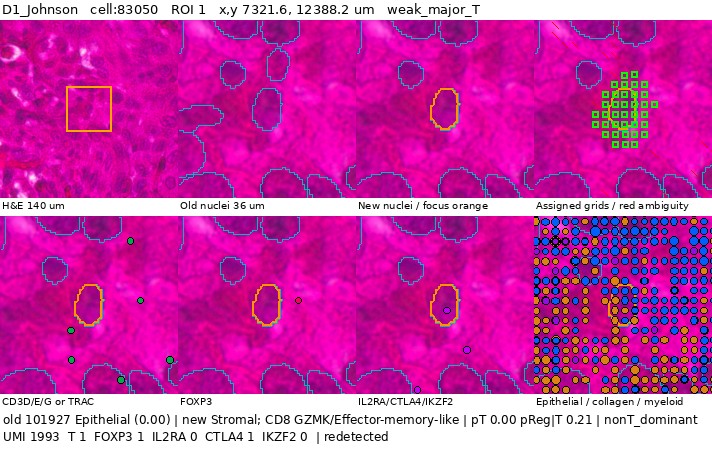 D1_Johnson cell:83050 ROI 1 x,y 7321.6, 12388.2 um weak_major_T
H&E 140 um
Old nuclei 36 um
New nuclei / focus orange
Assigned grids / red ambiguity
CD3D/E/G or TRAC
FOXP3
IL2RA/CTLA4/IKZF2
Epithelial / collagen / myeloid
old 101927 Epithelial (0.00) | new Stromal; CD8 GZMK/Effector-memory-like | pT 0.00 pReg|T 0.21 | nonT_dominant
UMI 1993 T 1 FOXP3 1 IL2RA 0 CTLA4 1 IKZF2 0 | redetected